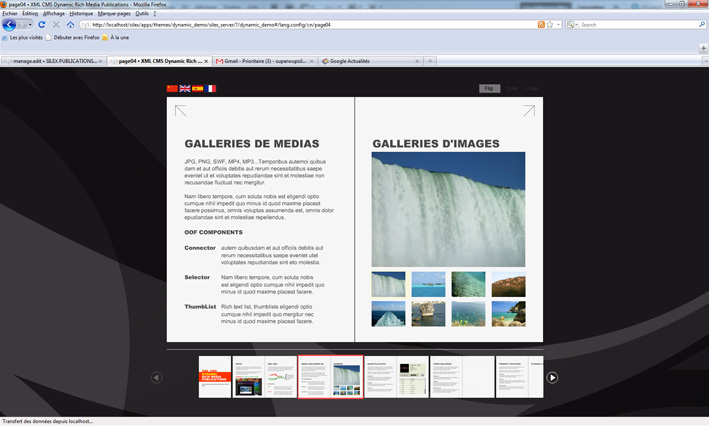 page04 • XML CMS Dynamic Rich Media Publications - Mozilla Firefox
Fichier Édition Affichage Historique Marque-pages Outils ?
http://localhost/silex/apps/themes/dynamic_demo/silex_server/?/dynamic_demo#/lang.config/cn/page04
Search
Les plus visités Débuter avec Firefox À la une
manage.edit • SILEX PUBLICATIONS...
page04 • XML CMS Dynamic Rich ...
Gmail - Prioritaire (3) - superwupsil...
Google Actualités
Flip
GALLERIES DE MEDIAS
JPG, PNG, SWF, MP4, MP3...Temporibus autemoi quibus
dam et aut officiis debitis aut rerum necessitatibus saepe
eveniet ut et voluptates repudiandae sint et molestiae non
recusandae fluctuat nec mergitur.
Nam libero tempore, cum soluta nobis est eligendi optio
cumque nihil impedit quo minus id quod maxime placeat
facere possimus, omnis voluptas assumenda est, omnis dolor
repudiandae sint et molestiae repellendus.
OOF COMPONENTS
Connector autem quibusdam et aut officiis debitis aut
rerum necessitatibus saepe eveniet utet
voluptates repudiandae sint eto molestia.
Selector Nam libero tempore, cum soluta nobis
est eligendi optio cumque nihil impedit quo
minus id quod maxime placeat facere.
ThumbList Rich text list, thumblists eligendi optio
cumque nihil impedit quo mergitur nec
minus id quod maxime placeat facere.
GALLERIES D'IMAGES
DYNAMIC
RICH MEDIA
PUBLICATIONS
Transfert des données depuis localhost...